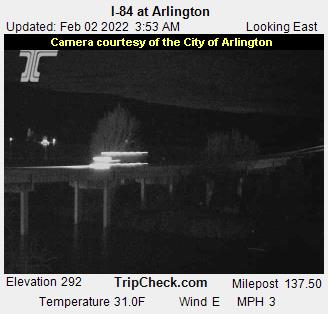 I-84 at Arlington
Updated: Feb 02 2022 3:53 AM Looking East
Camera courtesy of the City of Arlington
Elevation 292 TripCheck.com Milepost 137.50
Temperature 31.0F Wind E MPH 3